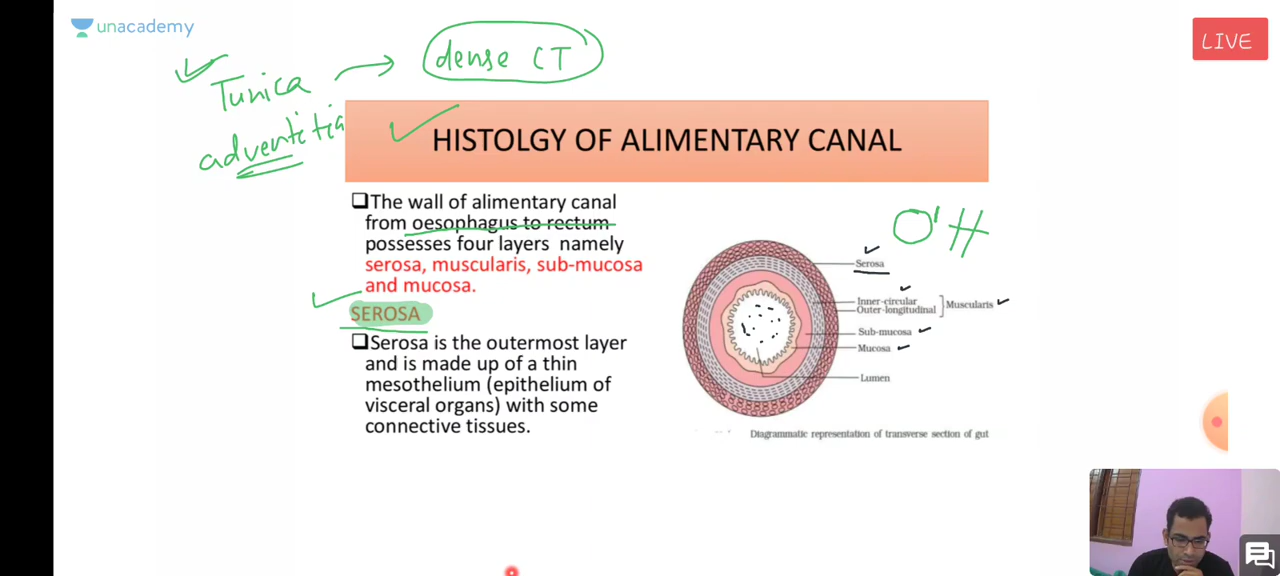 unacademy
LIVE
Tunica → dense CT
adventitia
HISTOLGY OF ALIMENTARY CANAL
❑The wall of alimentary canal
from oesophagus to rectum
possesses four layers namely
serosa, muscularis, sub-mucosa
and mucosa.
SEROSA
❑Serosa is the outermost layer
and is made up of a thin
mesothelium (epithelium of
visceral organs) with some
connective tissues.
Serosa
Inner-circular
Outer-longitudinal
Muscularis
Sub-mucosa
Mucosa
Lumen
Diagrammatic representation of transverse section of gut